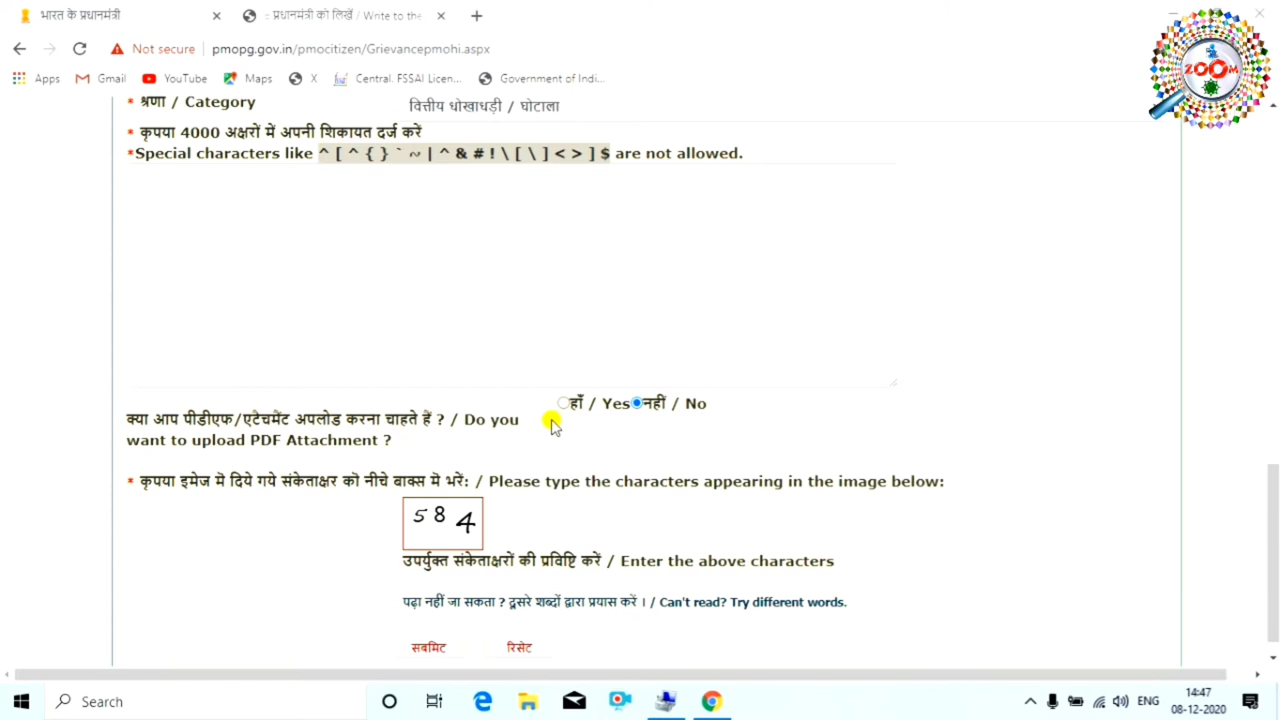 भारत के प्रधानमंत्री
:: प्रधानमंत्री को लिखें / Write to the
Not secure
pmopg.gov.in/pmocitizen/Grievancepmohi.aspx
Apps
Gmail
YouTube
Maps
X
Central. FSSAI Licen...
Government of Indi...
ZOOM
* श्रेणी / Category
वित्तीय धोखाधड़ी / घोटाला
* कृपया 4000 अक्षरों में अपनी शिकायत दर्ज करें
*Special characters like ^ [ ^ { } ` ~ | ^ & # ! \ [ \ ] < > ] $ are not allowed.
हाँ / Yes नहीं / No
क्या आप पीडीएफ/एटैचमैंट अपलोड करना चाहते हैं ? / Do you
want to upload PDF Attachment ?
* कृपया इमेज मे दिये गये संकेताक्षर को नीचे बाक्स मे भरें: / Please type the characters appearing in the image below:
584
उपर्युक्त संकेताक्षरों की प्रविष्टि करें / Enter the above characters
पढ़ा नहीं जा सकता ? दूसरे शब्दों द्वारा प्रयास करें । / Can't read? Try different words.
सबमिट
रिसेट
Search
ENG
14:47
08-12-2020